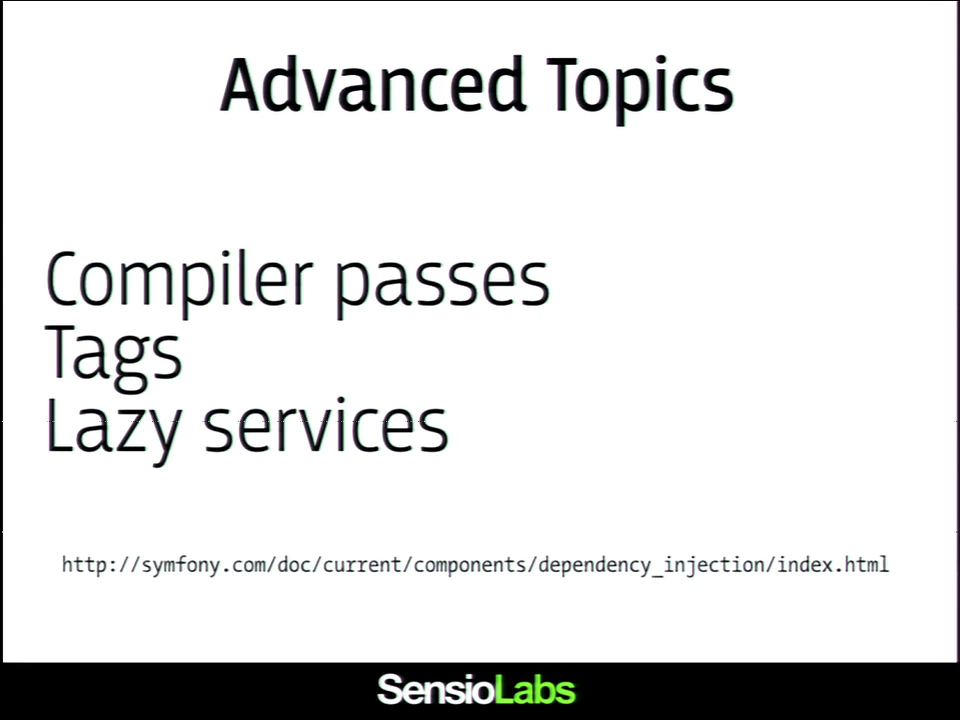 Advanced Topics
Compiler passes
Tags
Lazy services
http://symfony.com/doc/current/components/dependency_injection/index.html
SensioLabs